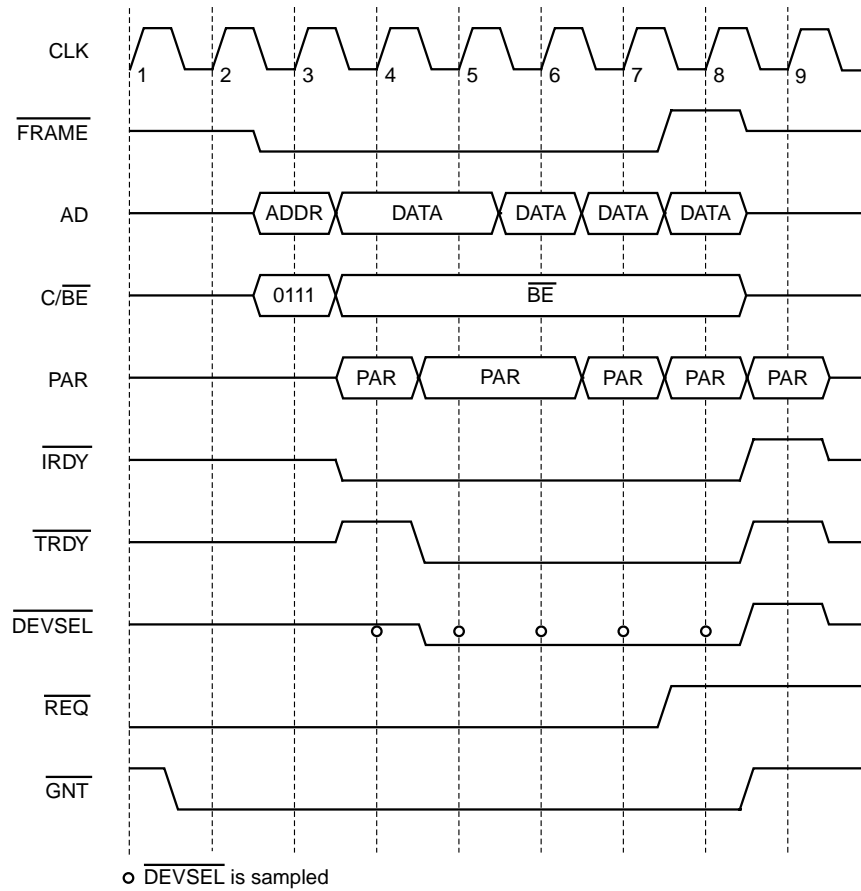 CLK
1 2 3 4 5 6 7 8 9
FRAME
AD ADDR DATA DATA DATA DATA
C/BE 0111 BE
PAR PAR PAR PAR PAR PAR
IRDY
TRDY
DEVSEL
REQ
GNT
DEVSEL is sampled